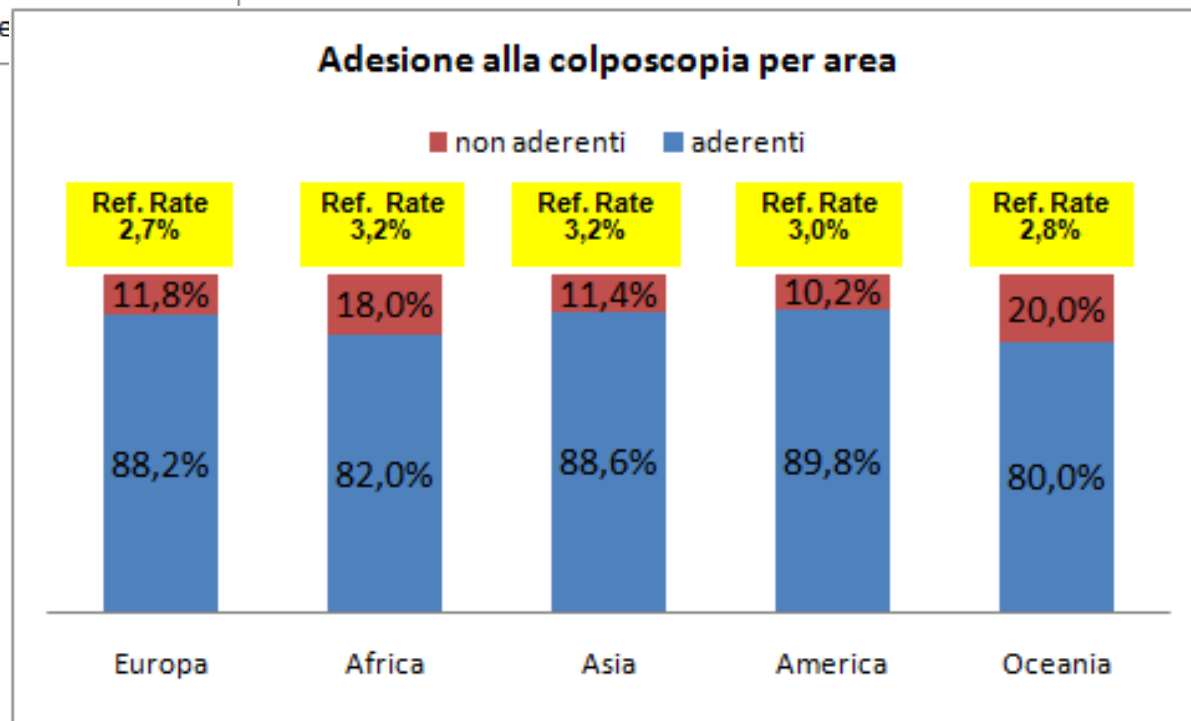 Adesione alla colposcopia per area
non aderenti aderenti
Ref. Rate Ref. Rate Ref. Rate Ref. Rate Ref. Rate
2,7% 3,2% 3,2% 3,0% 2,8%
11,8% 18,0% 11,4% 10,2% 20,0%
88,2% 82,0% 88,6% 89,8% 80,0%
Europa Africa Asia America Oceania